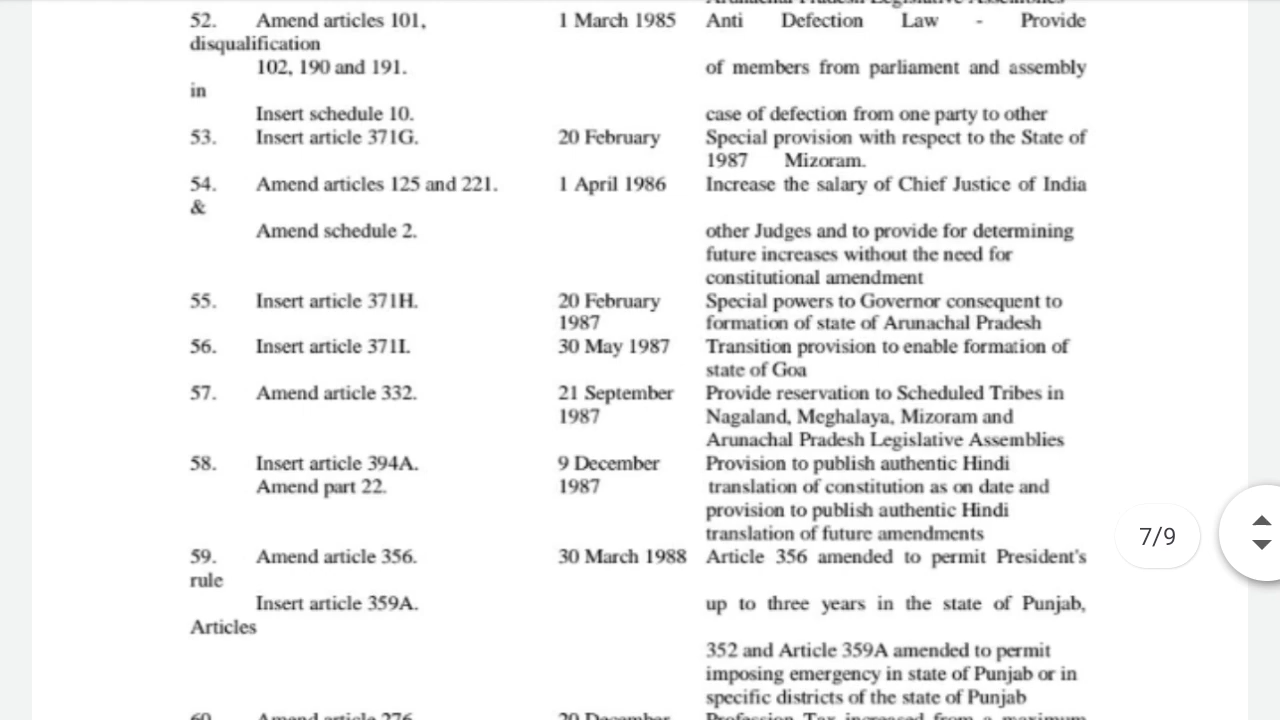 52. Amend articles 101, 1 March 1985 Anti Defection Law - Provide
disqualification
102, 190 and 191. of members from parliament and assembly
in
Insert schedule 10. case of defection from one party to other
53. Insert article 371G. 20 February Special provision with respect to the State of
1987 Mizoram.
54. Amend articles 125 and 221. 1 April 1986 Increase the salary of Chief Justice of India
&
Amend schedule 2. other Judges and to provide for determining
future increases without the need for
constitutional amendment
55. Insert article 371H. 20 February Special powers to Governor consequent to
1987 formation of state of Arunachal Pradesh
56. Insert article 371I. 30 May 1987 Transition provision to enable formation of
state of Goa
57. Amend article 332. 21 September Provide reservation to Scheduled Tribes in
1987 Nagaland, Meghalaya, Mizoram and
Arunachal Pradesh Legislative Assemblies
58. Insert article 394A. 9 December Provision to publish authentic Hindi
Amend part 22. 1987 translation of constitution as on date and
provision to publish authentic Hindi
translation of future amendments
59. Amend article 356. 30 March 1988 Article 356 amended to permit President's
rule
Insert article 359A. up to three years in the state of Punjab,
Articles
352 and Article 359A amended to permit
imposing emergency in state of Punjab or in
specific districts of the state of Punjab
7/9